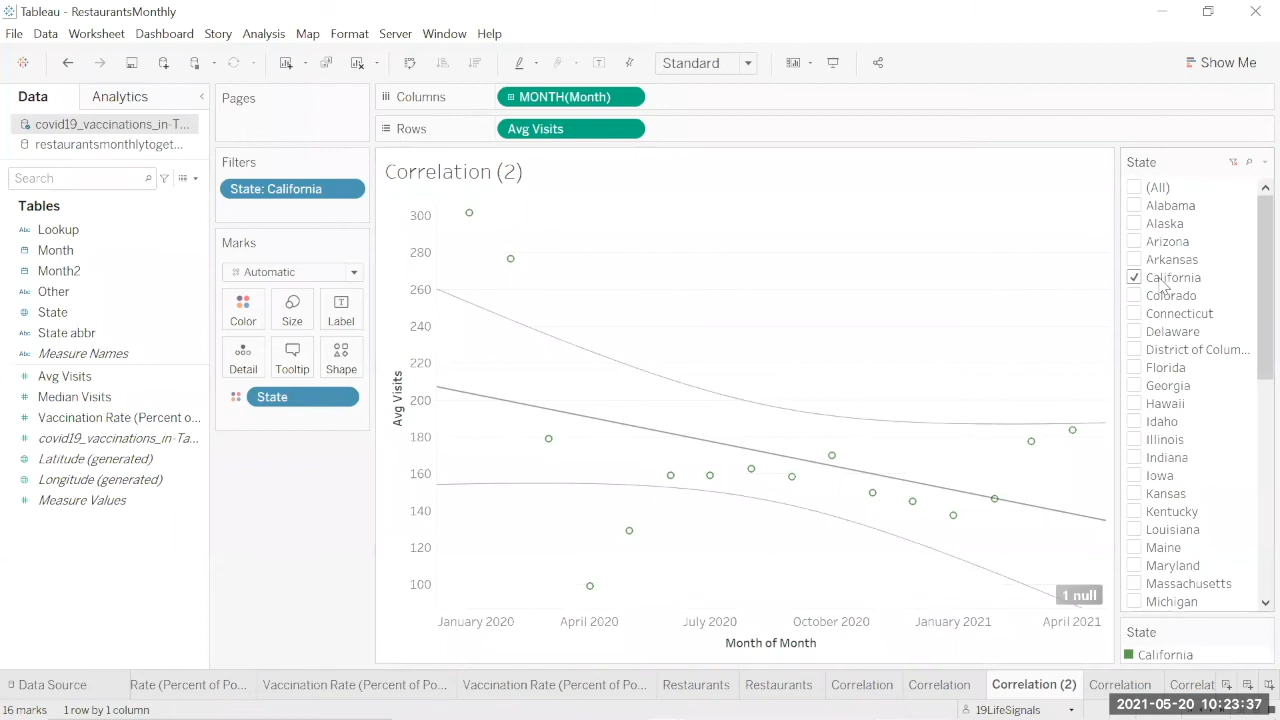 Tableau - RestaurantsMonthly
File Data Worksheet Dashboard Story Analysis Map Format Server Window Help
Standard
Show Me
Data Analytics
covid19_vaccinations_in-T...
restaurantsmonthlytoget...
Search
Tables
Abc Lookup
Month
Month2
Abc Other
State
Abc State abbr
Abc Measure Names
Avg Visits
Median Visits
Vaccination Rate (Percent o...
covid19_vaccinations_in-Ta...
Latitude (generated)
Longitude (generated)
Measure Values
Pages
Filters
State: California
Marks
Automatic
Color Size Label
Detail Tooltip Shape
State
Columns MONTH(Month)
Rows Avg Visits
Correlation (2)
Avg Visits
300
280
260
240
220
200
180
160
140
120
100
1 null
January 2020 April 2020 July 2020 October 2020 January 2021 April 2021
Month of Month
State
(All)
Alabama
Alaska
Arizona
Arkansas
California
Colorado
Connecticut
Delaware
District of Colum...
Florida
Georgia
Hawaii
Idaho
Illinois
Indiana
Iowa
Kansas
Kentucky
Louisiana
Maine
Maryland
Massachusetts
Michigan
State
California
Data Source Rate (Percent of Po... Vaccination Rate (Percent of Po... Vaccination Rate (Percent of Po... Restaurants Restaurants Correlation Correlation Correlation (2) Correlation Correlat
16 marks 1 row by 1 column 19LifeSignals 2021-05-20 10:23:37